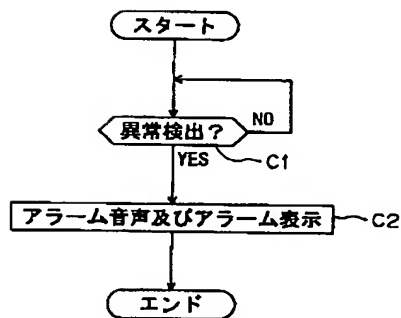 スタート
異常検出？
NO
YES
C1
アラーム音声及びアラーム表示
C2
エンド